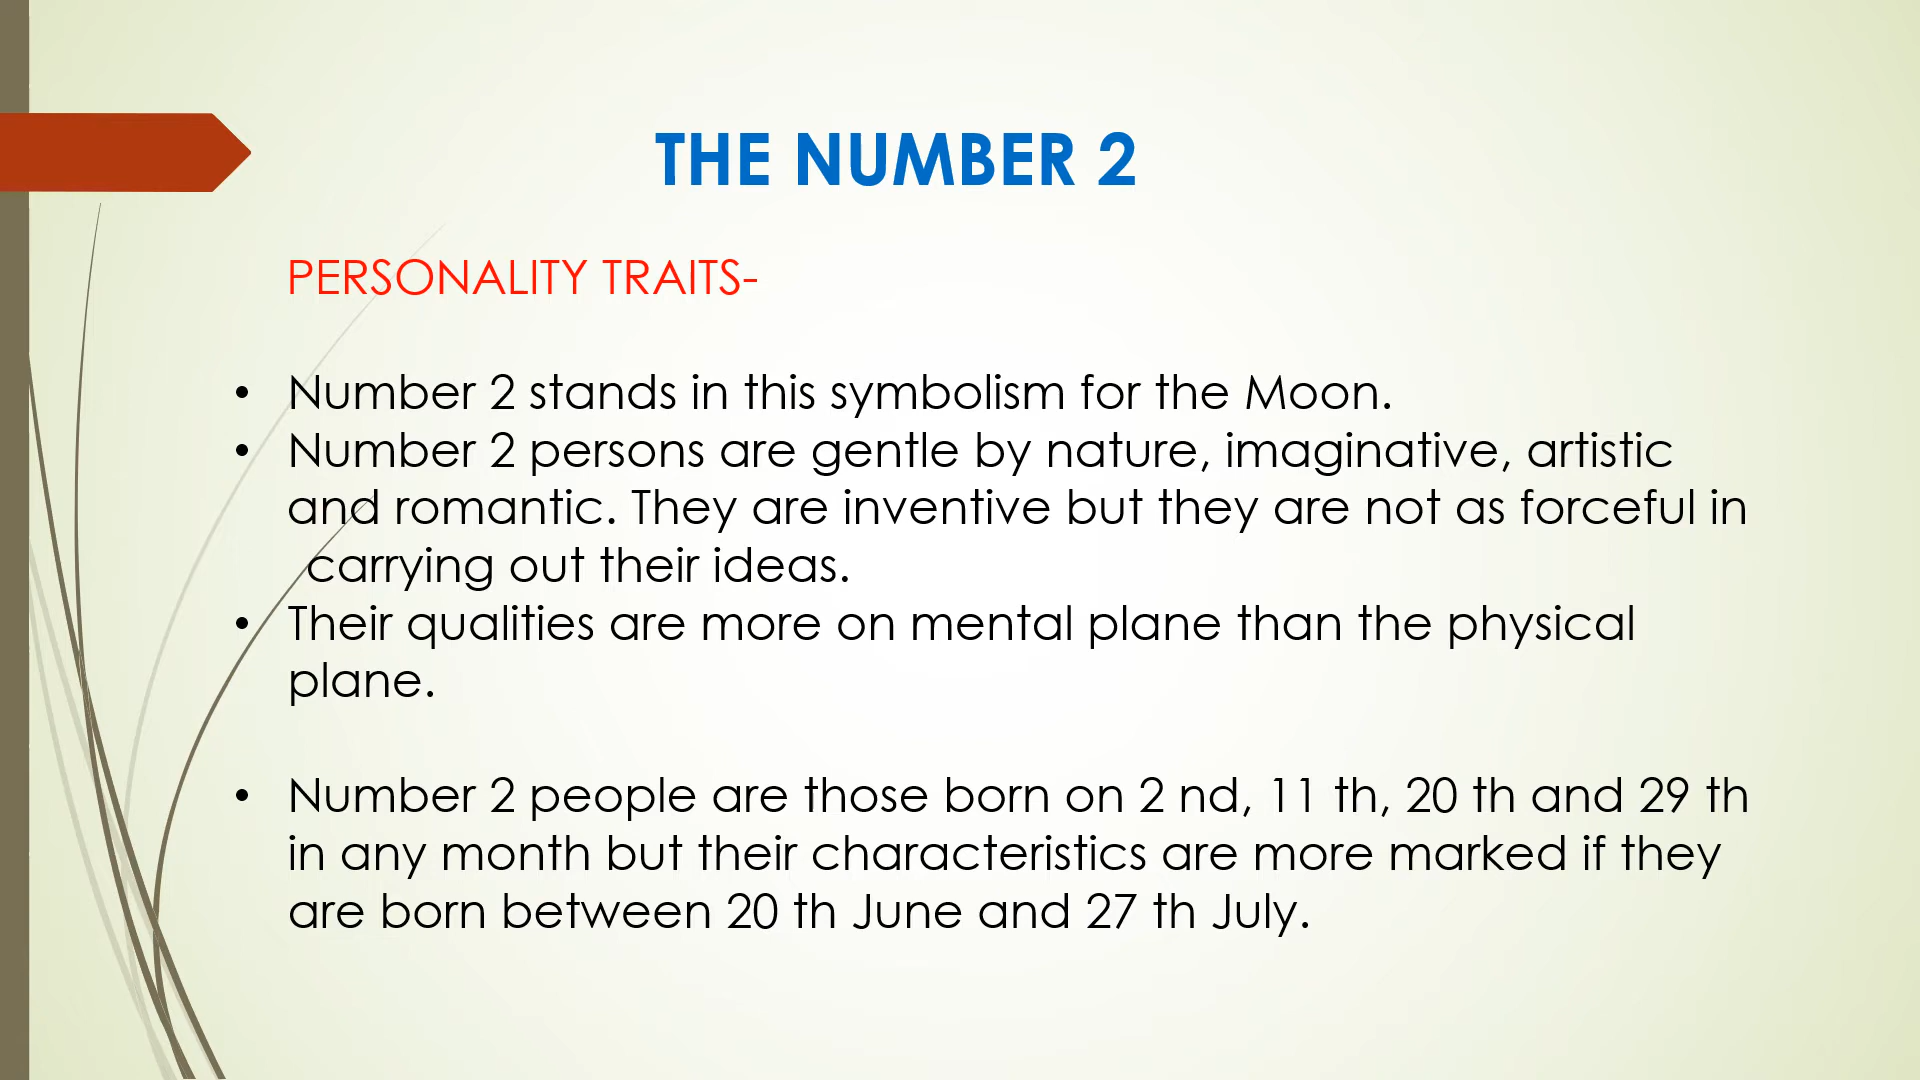 THE NUMBER 2
PERSONALITY TRAITS-
• Number 2 stands in this symbolism for the Moon.
• Number 2 persons are gentle by nature, imaginative, artistic
and romantic. They are inventive but they are not as forceful in
carrying out their ideas.
• Their qualities are more on mental plane than the physical
plane.
• Number 2 people are those born on 2 nd, 11 th, 20 th and 29 th
in any month but their characteristics are more marked if they
are born between 20 th June and 27 th July.